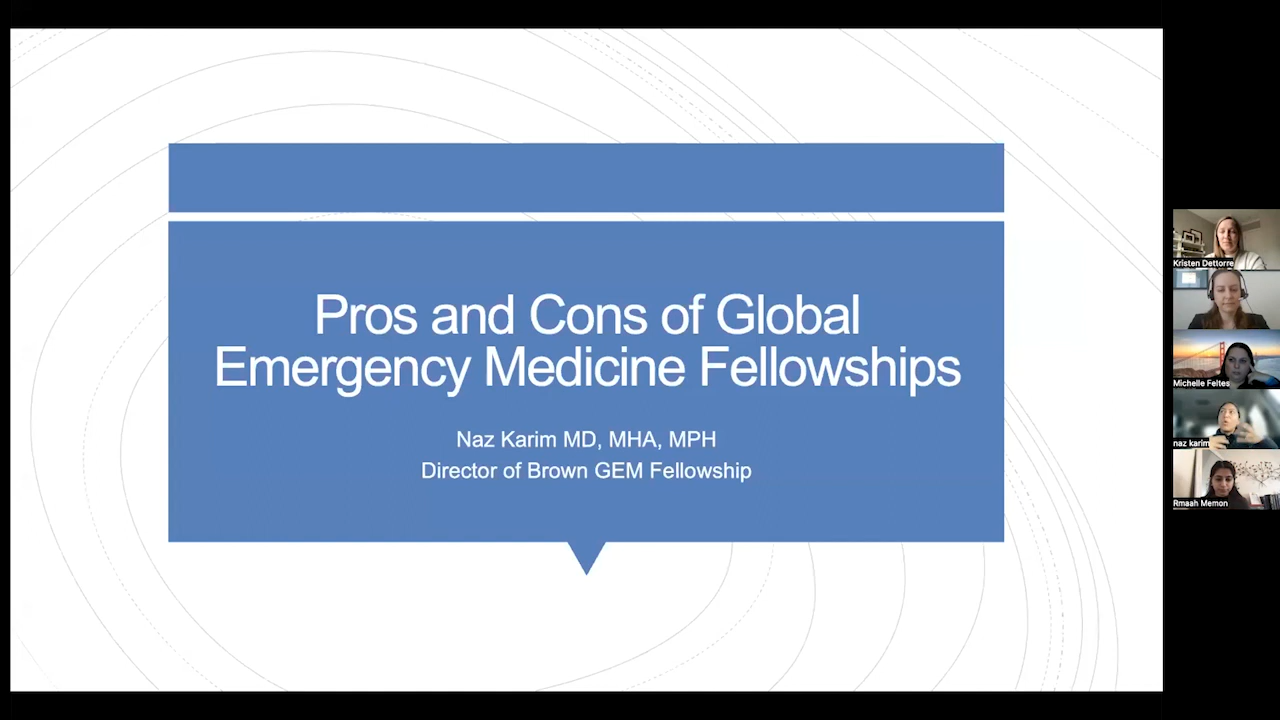 Pros and Cons of Global
Emergency Medicine Fellowships
Naz Karim MD, MHA, MPH
Director of Brown GEM Fellowship
Kristen Dettorre
Michelle Feltes
naz karim
Rmaah Memon